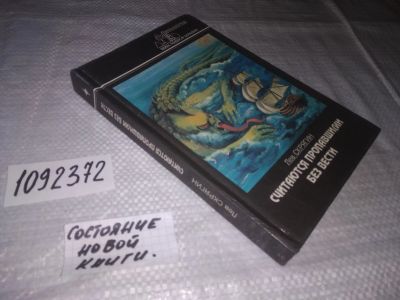 Лев СКРЯГИН
СЧИТАЮТСЯ ПРОПАВШИМИ
БЕЗ ВЕСТИ
Лев СКРЯГИН
СЧИТАЮТСЯ ПРОПАВШИМИ БЕЗ ВЕСТИ
1092372
СОСТОЯНИЕ
НОВОЙ
КНИГИ.